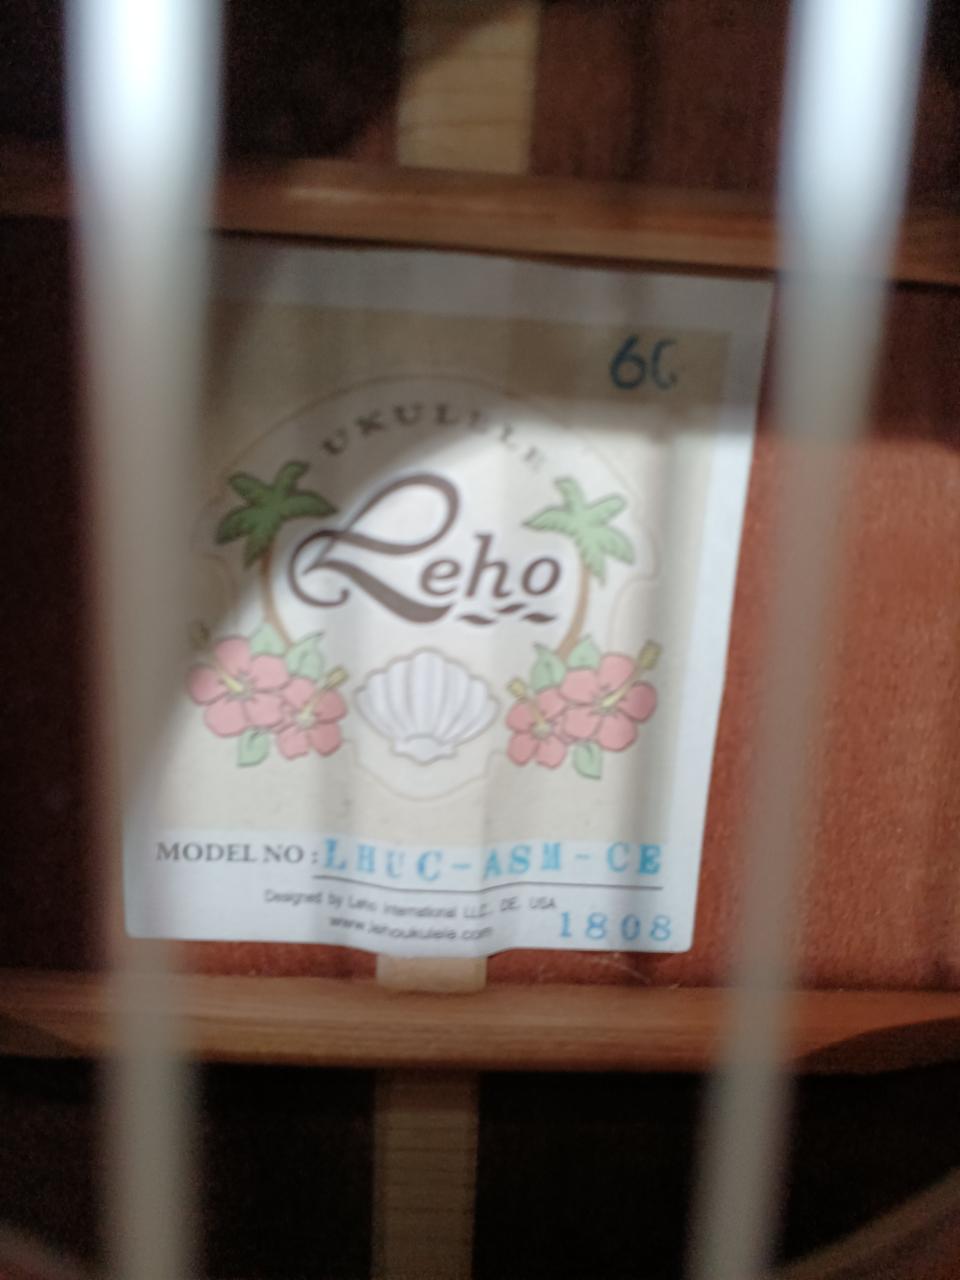 60
UKULELE
Leho
MODEL NO : LHUC-ASM-CE
Designed by Leho International LLC. DE. USA
www.lehoukulele.com 1808